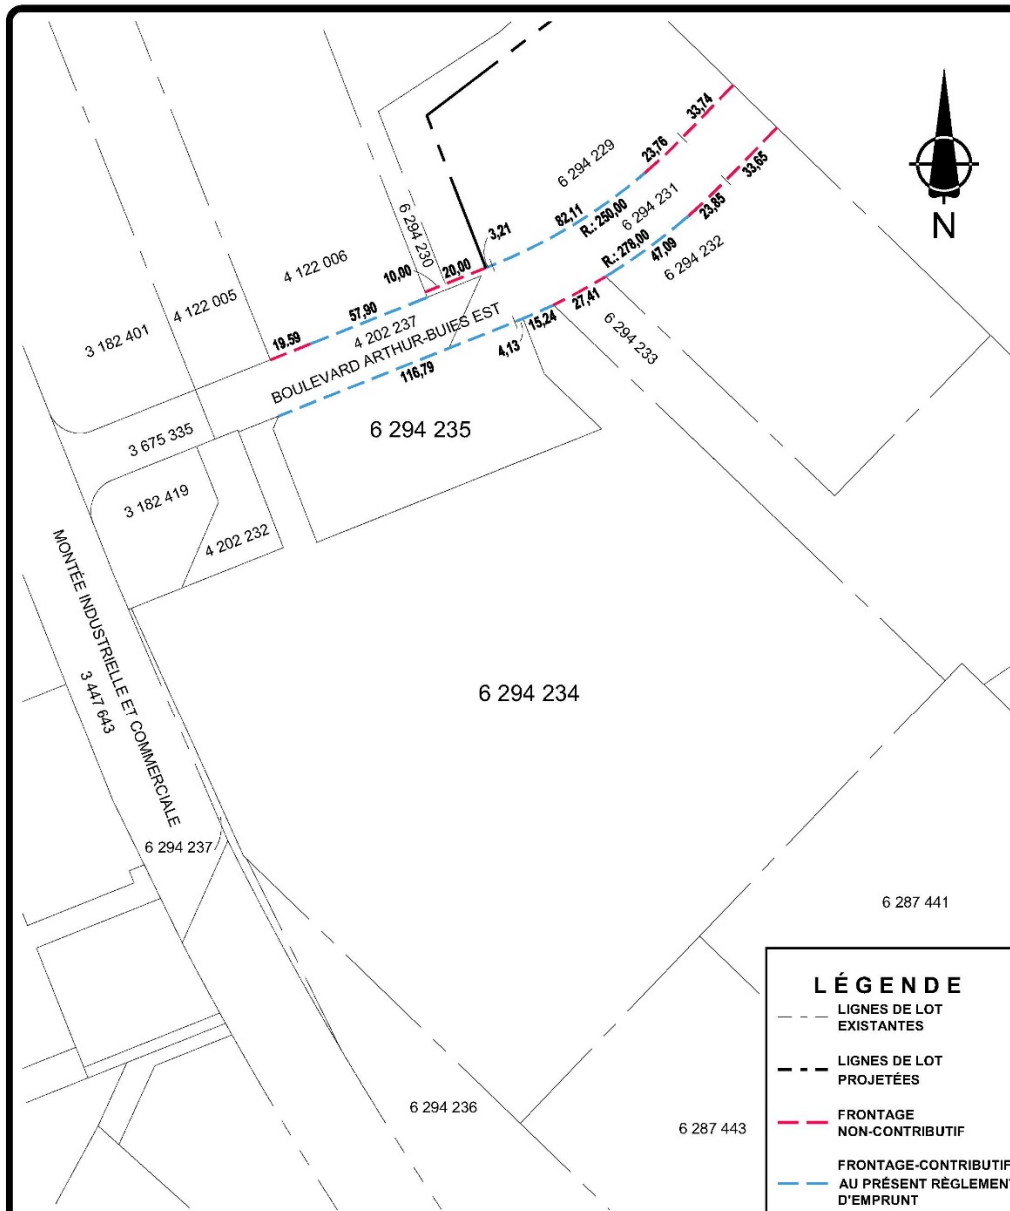 33,74
23,76
6 294 229
33,65
82,11
R.: 250,00
6 294 231
23,85
3,21
6 294 230
R.: 278,00
47,09
6 294 232
N
10,00
20,00
4 122 006
27,41
4 122 005
57,90
15,24
6 294 233
3 182 401
19.59
4 202 237
4,13
BOULEVARD ARTHUR-BUIES EST
116,79
3 675 335
6 294 235
3 182 419
4 202 232
MONTÉE INDUSTRIELLE ET COMMERCIALE
3 447 643
6 294 234
6 294 237
6 287 441
6 294 236
6 287 443
LÉGENDE
LIGNES DE LOT
EXISTANTES
LIGNES DE LOT
PROJETÉES
FRONTAGE
NON-CONTRIBUTIF
FRONTAGE-CONTRIBUTIF
AU PRÉSENT RÈGLEMENT
D'EMPRUNT